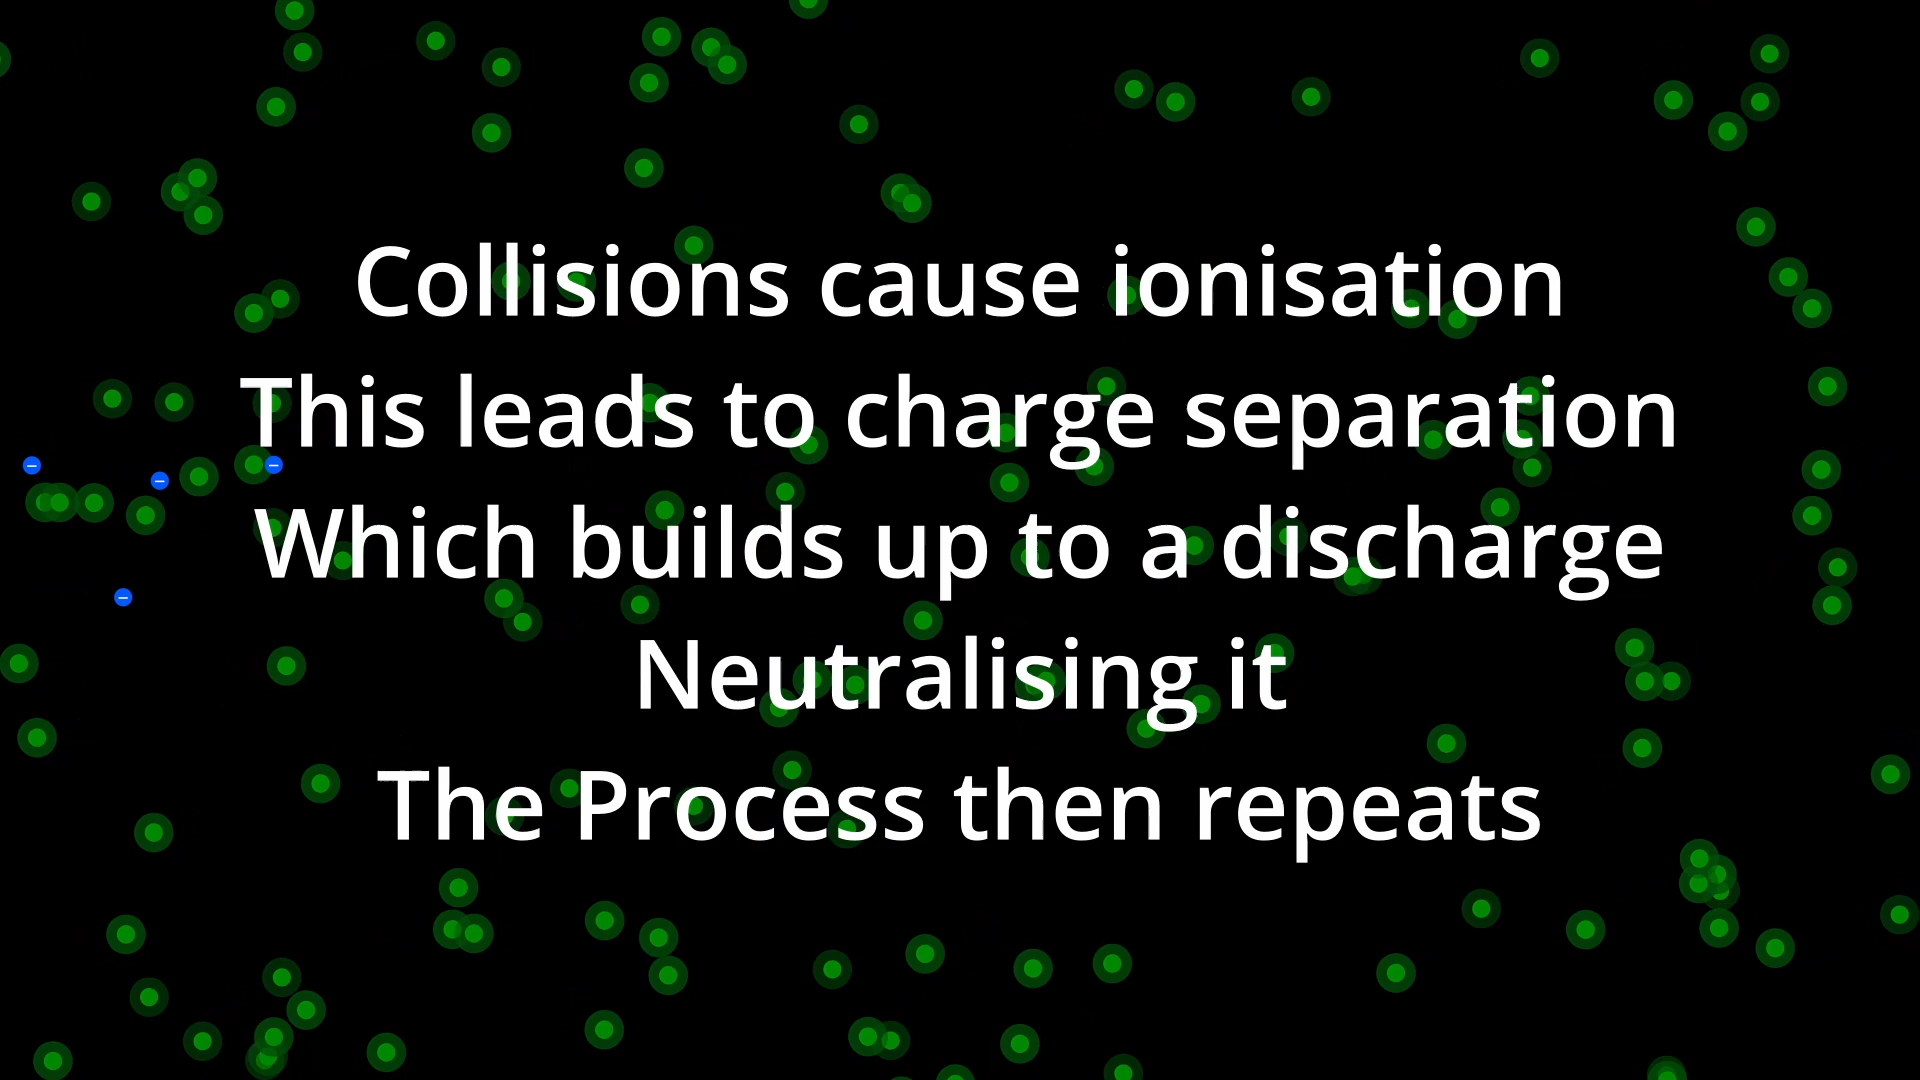 Collisions cause ionisation
This leads to charge separation
Which builds up to a discharge
Neutralising it
The Process then repeats